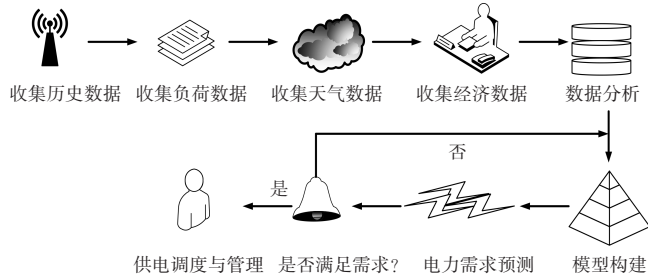 收集历史数据 收集负荷数据 收集天气数据 收集经济数据 数据分析
否
是
供电调度与管理 是否满足需求？ 电力需求预测 模型构建